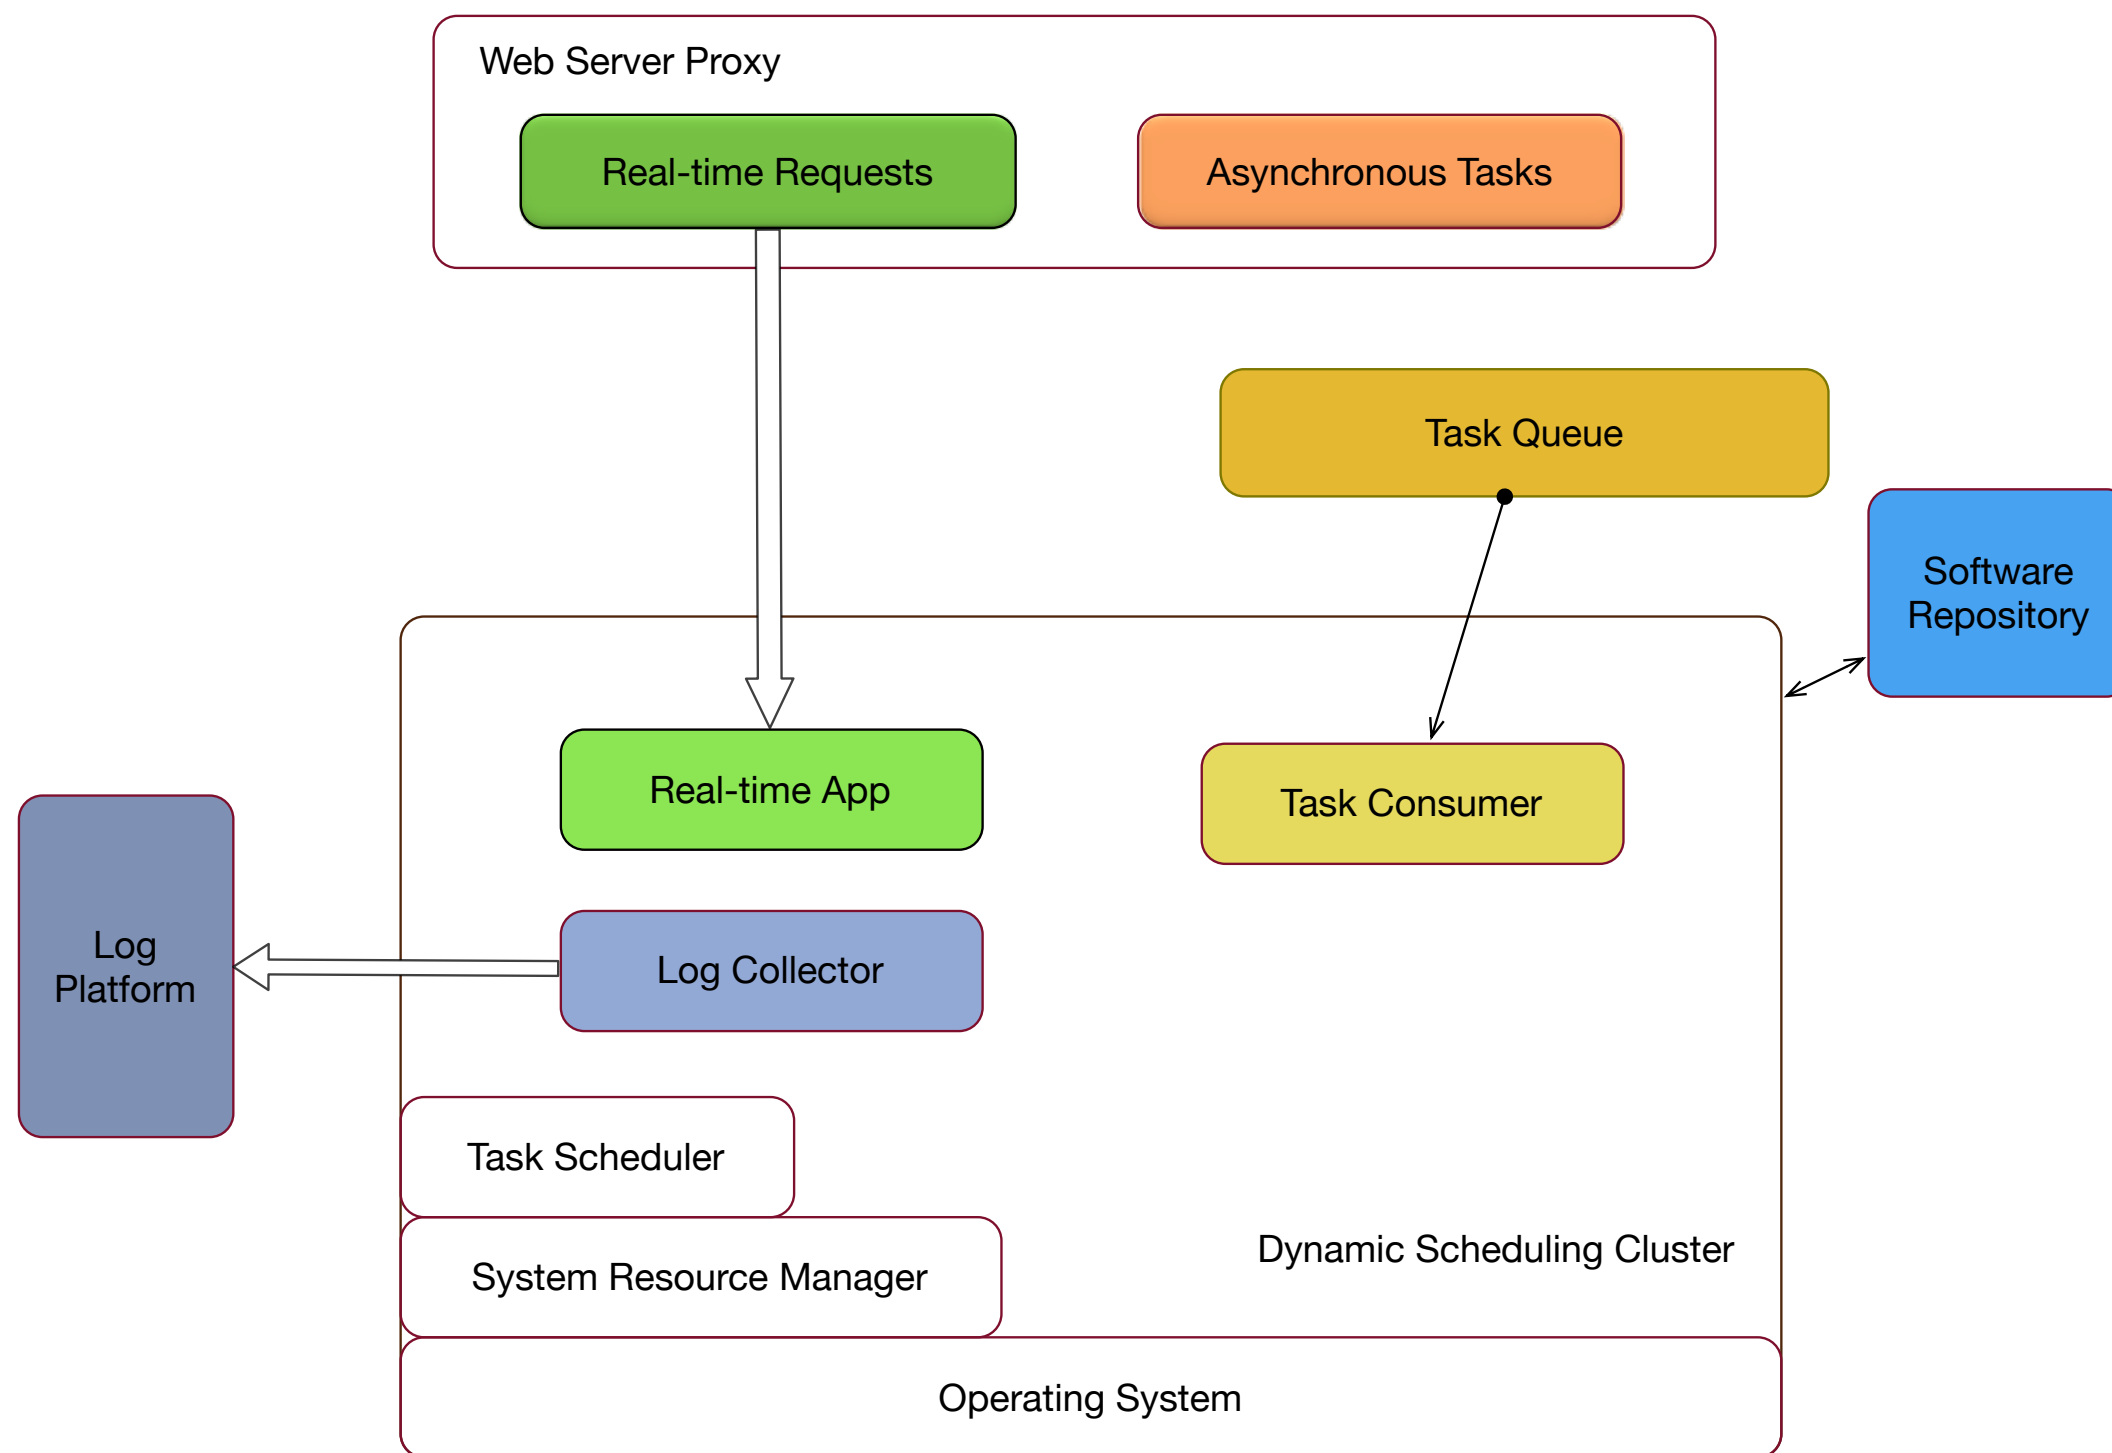 Web Server Proxy
Real-time Requests
Asynchronous Tasks
Task Queue
Software
Repository
Real-time App
Task Consumer
Log
Platform
Log Collector
Task Scheduler
Dynamic Scheduling Cluster
System Resource Manager
Operating System